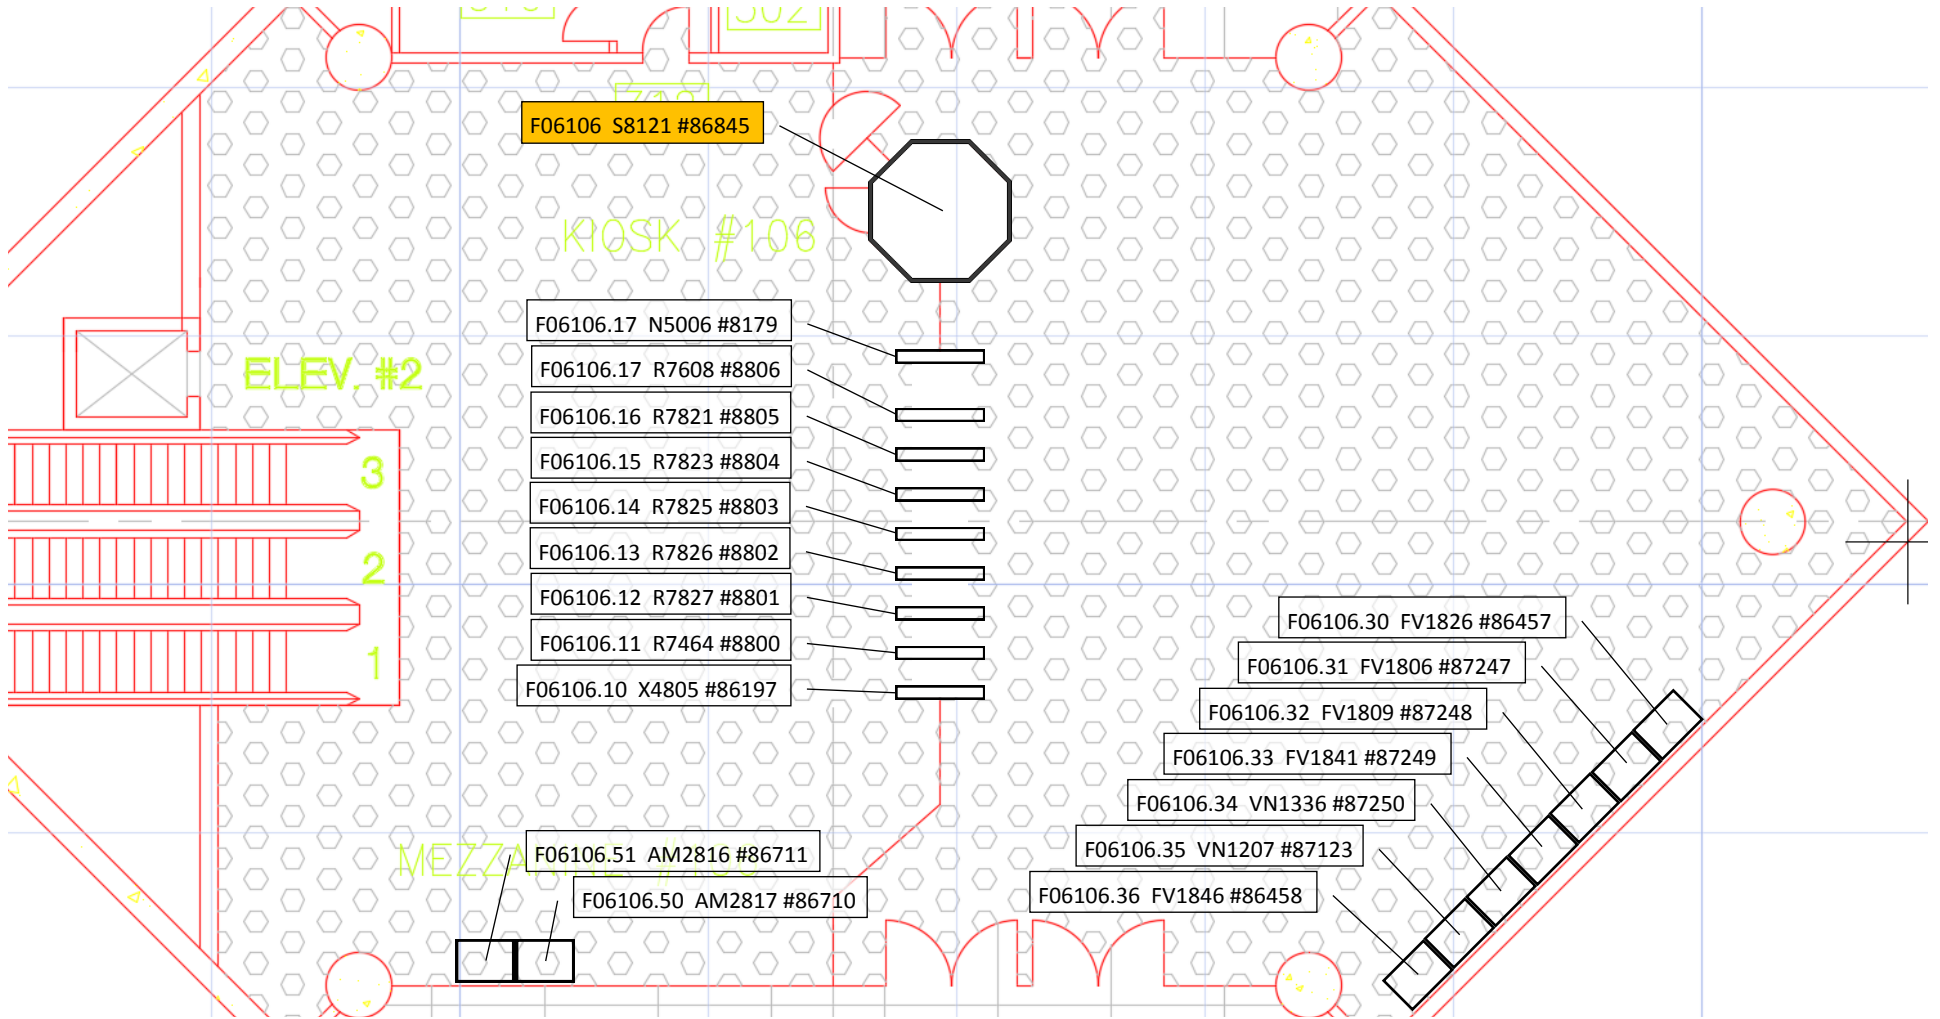 302
F06106 S8121 #86845
KIOSK #106
F06106.17 N5006 #8179
F06106.17 R7608 #8806
ELEV. #2
F06106.16 R7821 #8805
F06106.15 R7823 #8804
3
F06106.14 R7825 #8803
F06106.13 R7826 #8802
2
F06106.12 R7827 #8801
F06106.11 R7464 #8800
1
F06106.10 X4805 #86197
F06106.30 FV1826 #86457
F06106.31 FV1806 #87247
F06106.32 FV1809 #87248
F06106.33 FV1841 #87249
F06106.34 VN1336 #87250
F06106.35 VN1207 #87123
F06106.36 FV1846 #86458
F06106.51 AM2816 #86711
F06106.50 AM2817 #86710